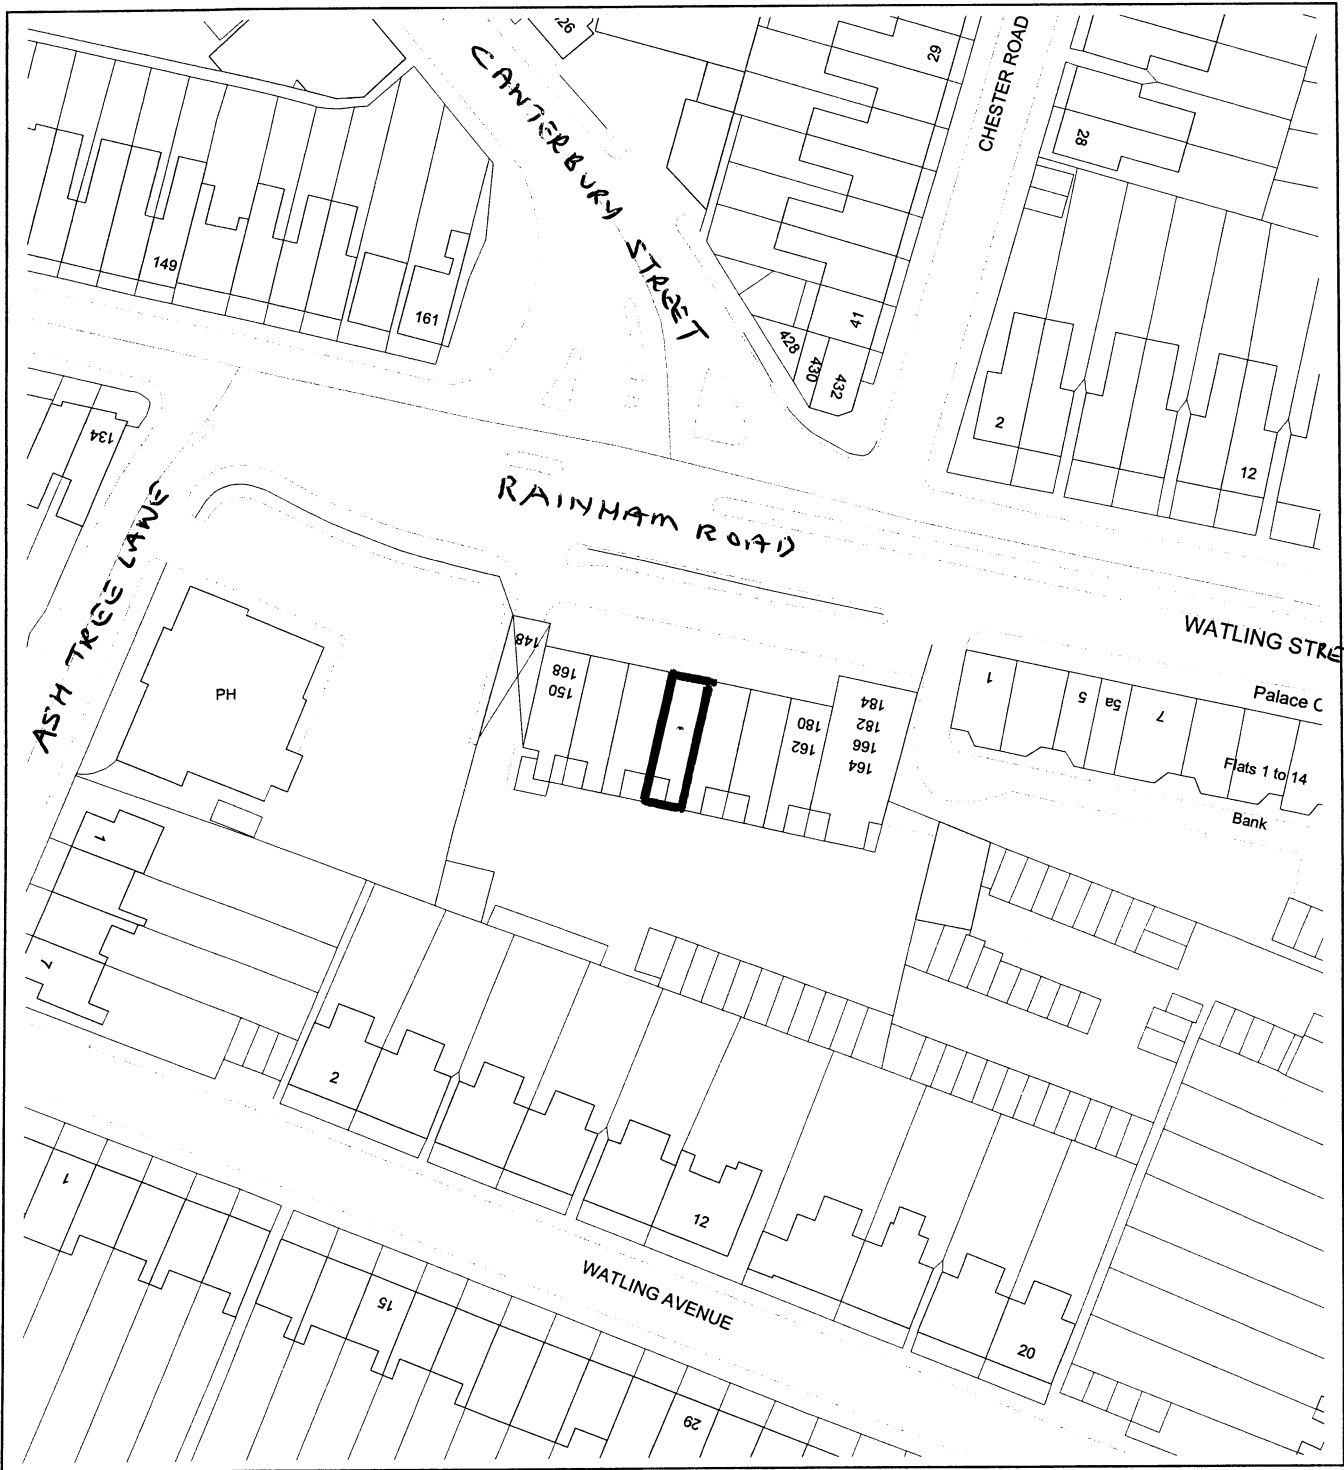 26
CANTERBURY STREET
29
CHESTER ROAD
28
149
161
41
428
430
432
2
12
134
RAINHAM ROAD
ASH TREE LANE
WATLING STRE
PH
148
168
150
180
162
184
182
166
164
1
5
5a
7
Palace C
Flats 1 to 14
Bank
1
7
2
12
20
WATLING AVENUE
1
15
29